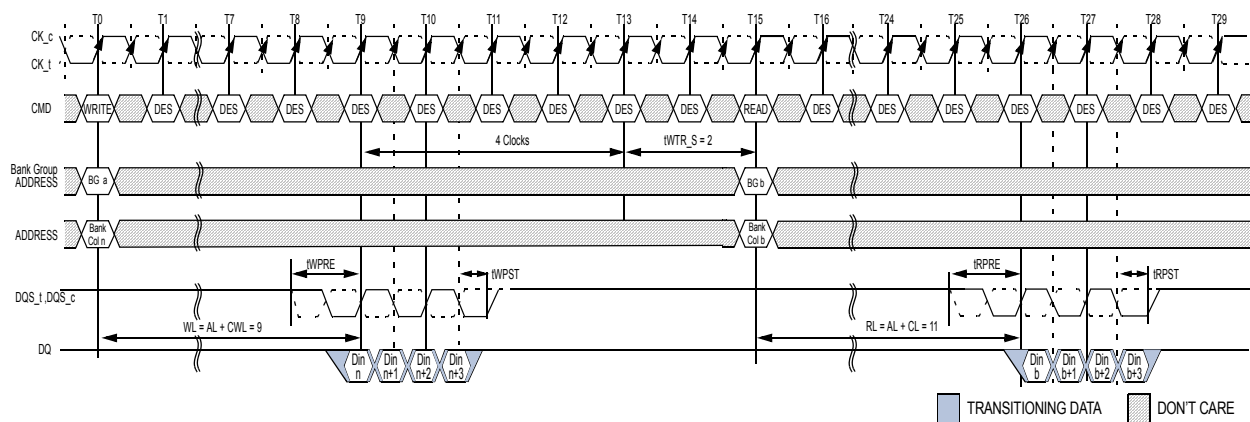 T0 T1 T7 T8 T9 T10 T11 T12 T13 T14 T15 T16 T24 T25 T26 T27 T28 T29
CK_c
CK_t
CMD WRITE DES DES DES DES DES DES DES DES DES READ DES DES DES DES DES DES DES
4 Clocks tWTR_S = 2
Bank Group
ADDRESS BG a BG b
ADDRESS Bank Col n Bank Col b
tWPRE tWPST tRPRE tRPST
DQS_t ,DQS_c
WL = AL + CWL = 9 RL = AL + CL = 11
DQ Din n Din n+1 Din n+2 Din n+3 Din b Din b+1 Din b+2 Din b+3
TRANSITIONING DATA DON'T CARE